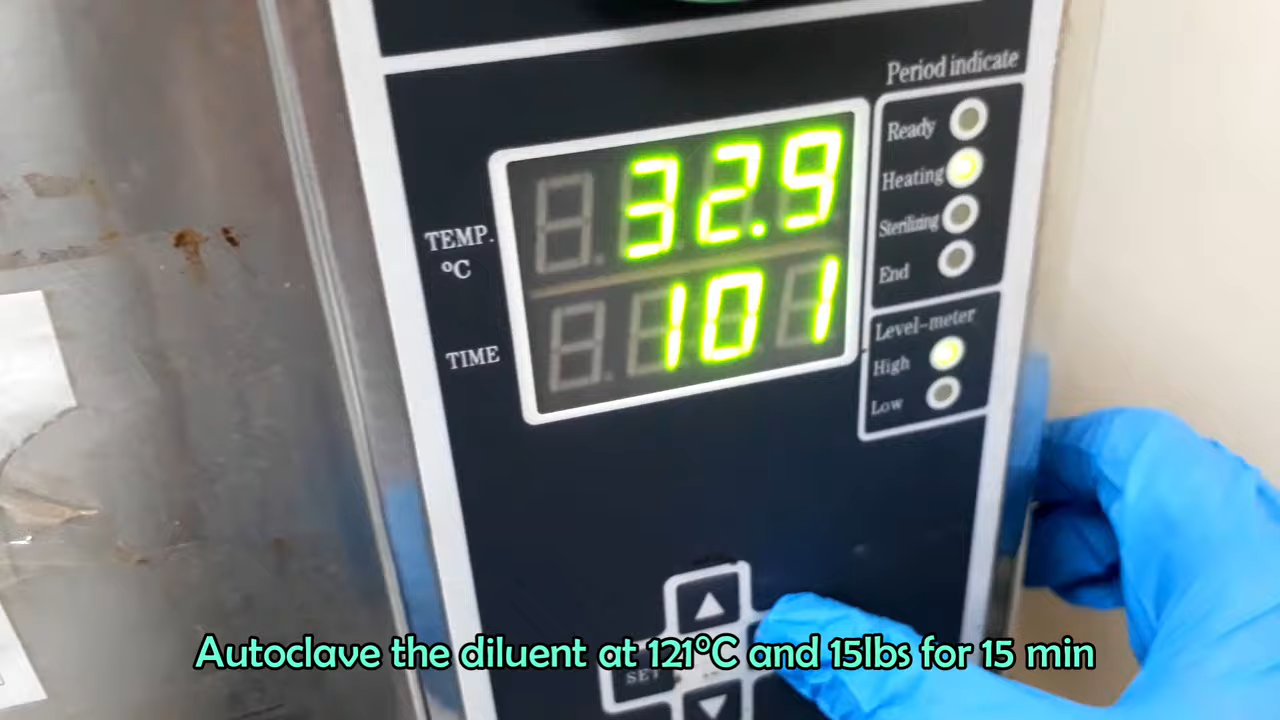 Period indicate
Ready
Heating
Sterilizing
End
TEMP.
°C
32.9
TIME
101
Level-meter
High
Low
SET
Autoclave the diluent at 121°C and 15lbs for 15 min